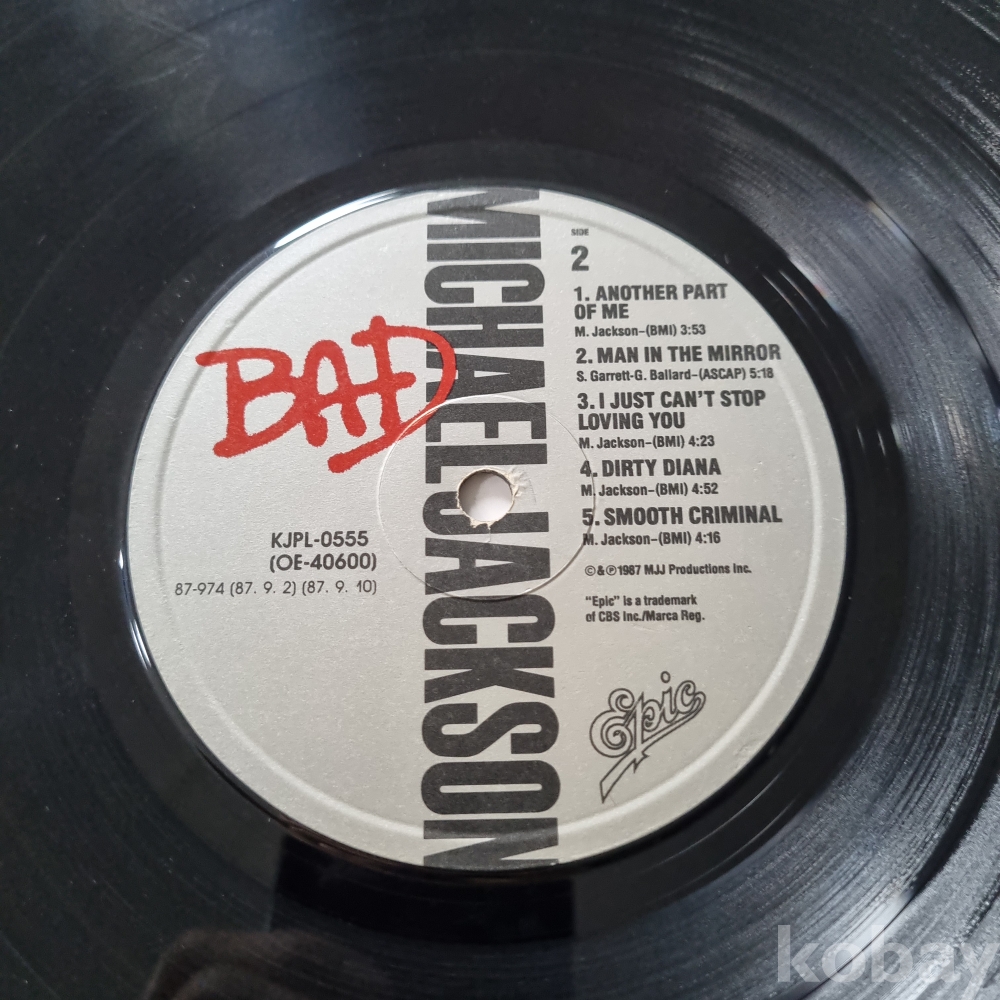 BAD
MICHAEL JACKSON
KJPL-0555
(OE-40600)
87-974 (87. 9. 2) (87. 9. 10)
SIDE
2
1. ANOTHER PART
OF ME
M. Jackson-(BMI) 3:53
2. MAN IN THE MIRROR
S. Garrett-G. Ballard-(ASCAP) 5:18
3. I JUST CAN'T STOP
LOVING YOU
M. Jackson-(BMI) 4:23
4. DIRTY DIANA
M. Jackson-(BMI) 4:52
5. SMOOTH CRIMINAL
M. Jackson-(BMI) 4:16
©&℗1987 MJJ Productions Inc.
"Epic" is a trademark
of CBS Inc./Marca Reg.
Epic
kobay